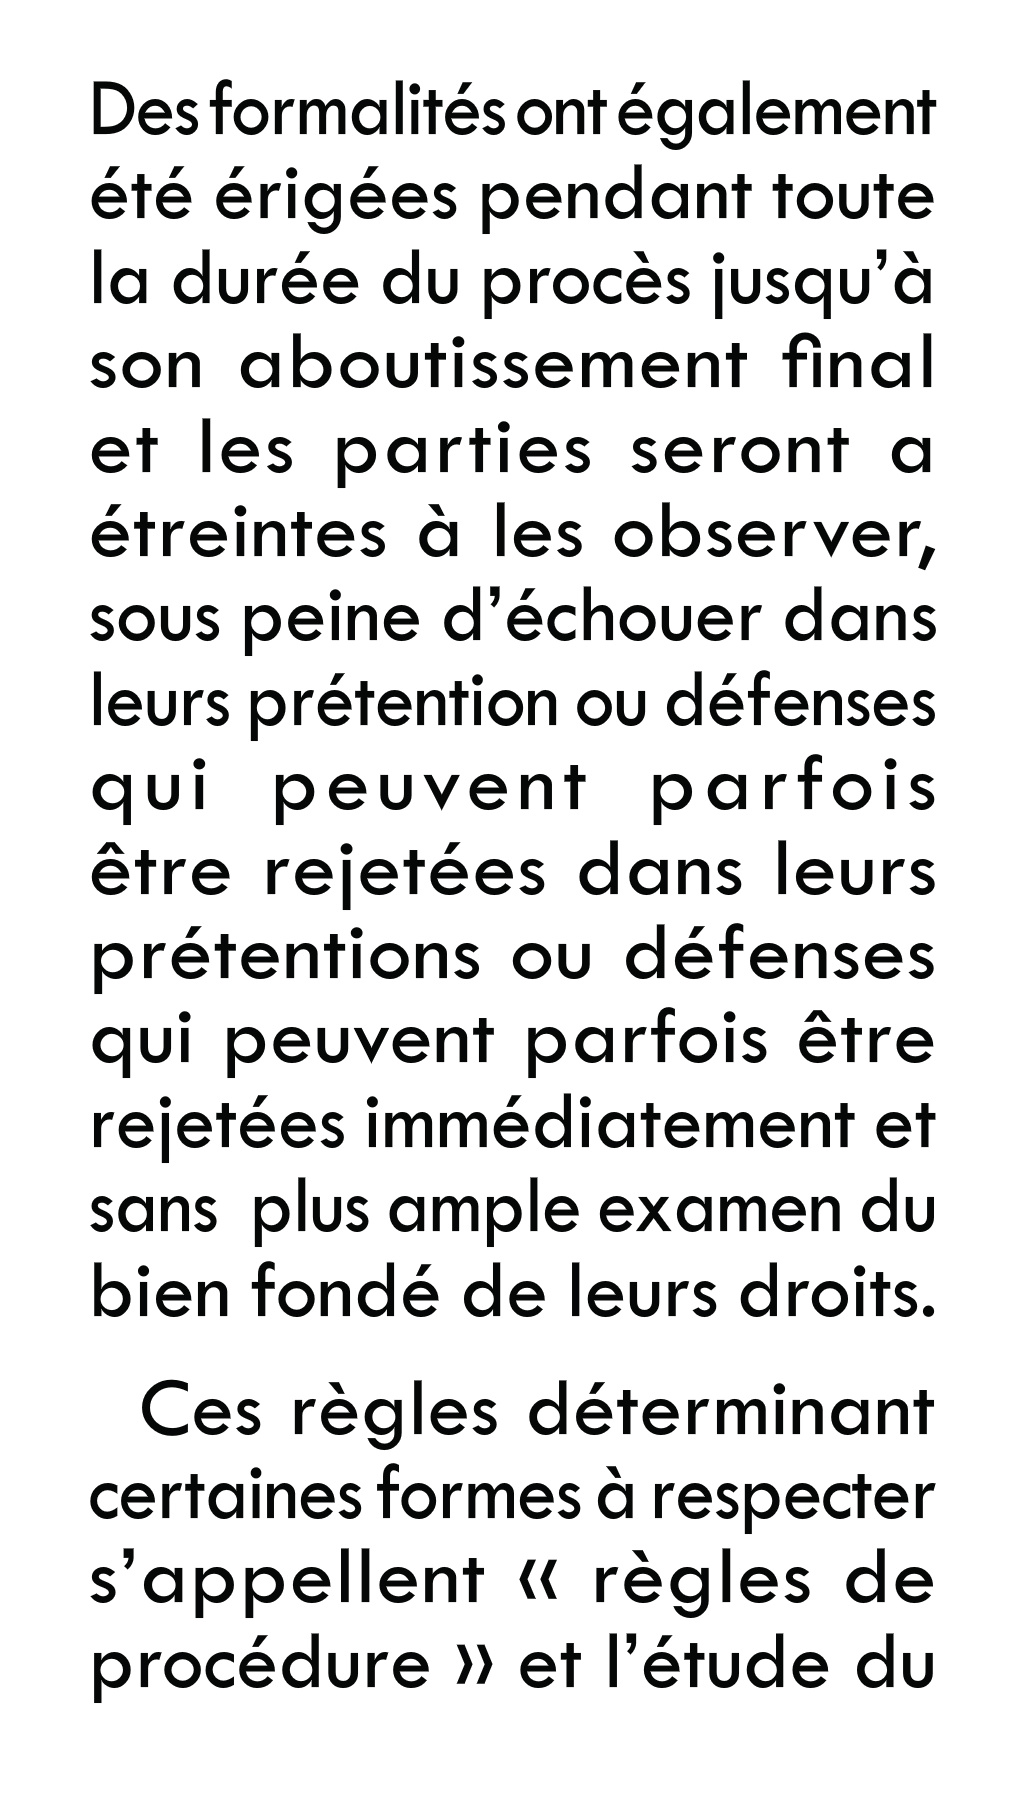 Des formalités ont également
été érigées pendant toute
la durée du procès jusqu’à
son aboutissement final
et les parties seront a
étreintes à les observer,
sous peine d’échouer dans
leurs prétention ou défenses
qui peuvent parfois
être rejetées dans leurs
prétentions ou défenses
qui peuvent parfois être
rejetées immédiatement et
sans plus ample examen du
bien fondé de leurs droits.
Ces règles déterminant
certaines formes à respecter
s’appellent « règles de
procédure » et l’étude du